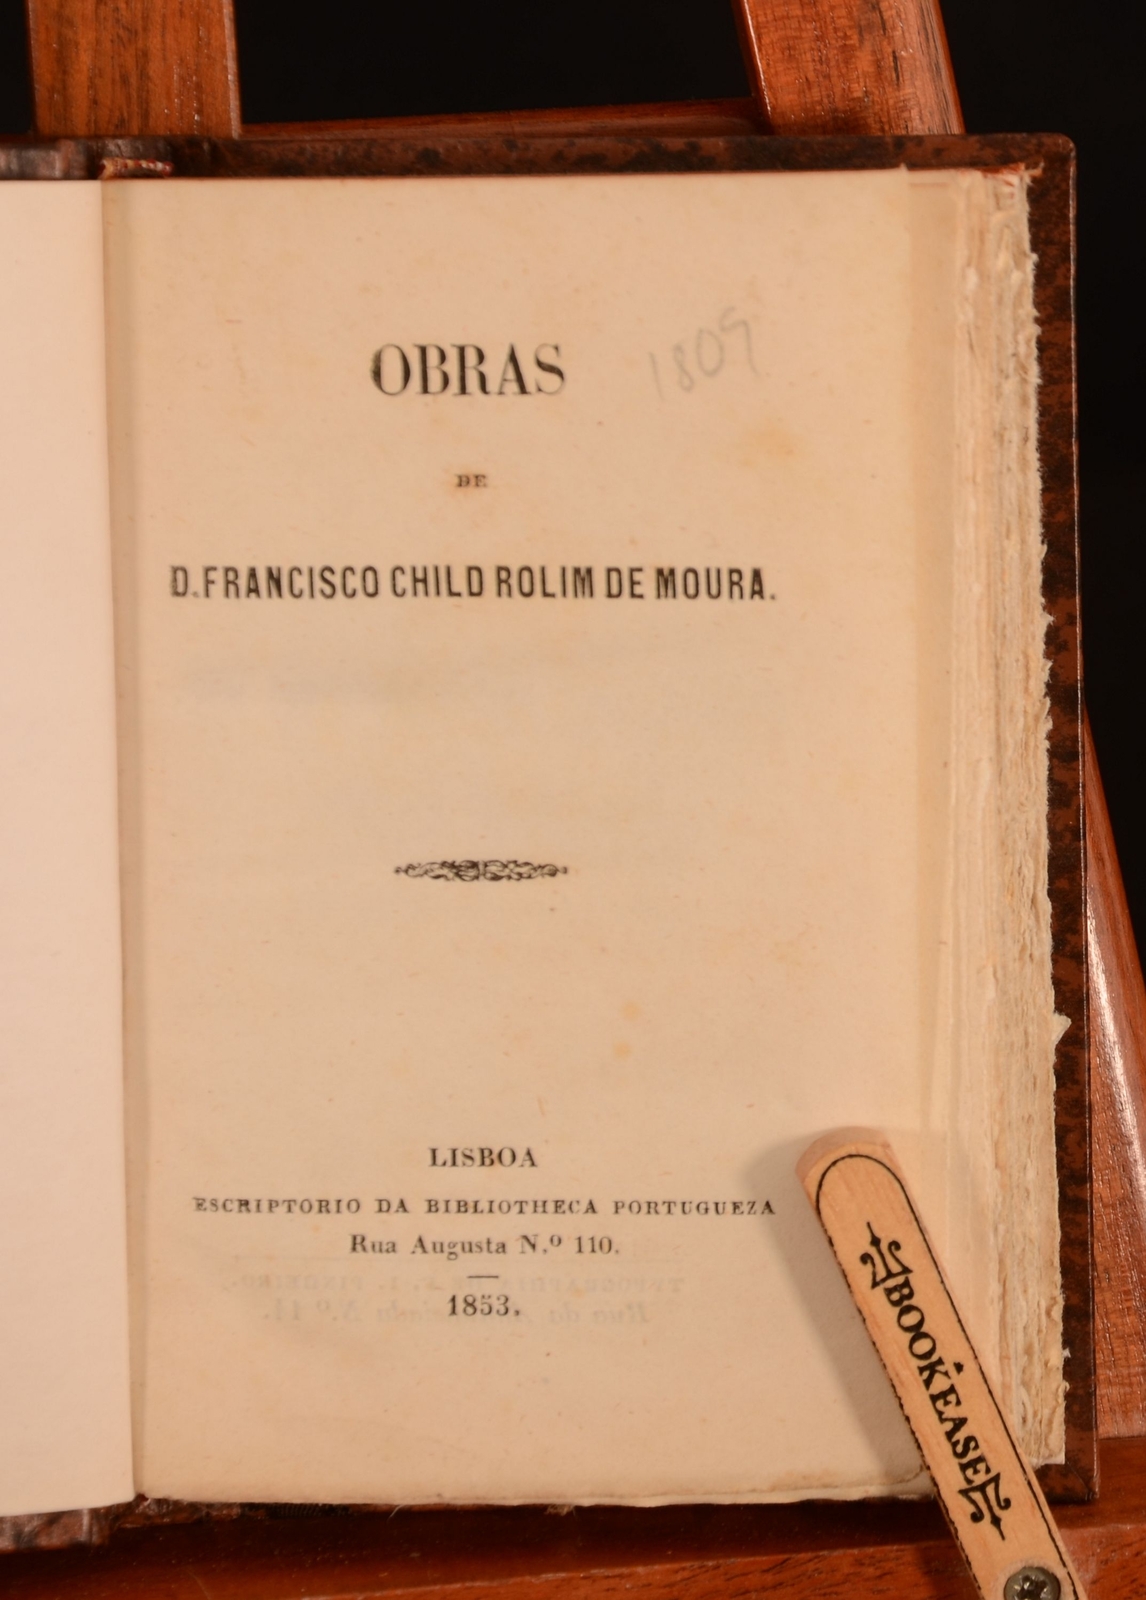 OBRAS
1809
DE
D. FRANCISCO CHILD ROLIM DE MOURA.
LISBOA
ESCRIPTORIO DA BIBLIOTHECA PORTUGUEZA
Rua Augusta N.º 110.
1853.
BOOKEASE